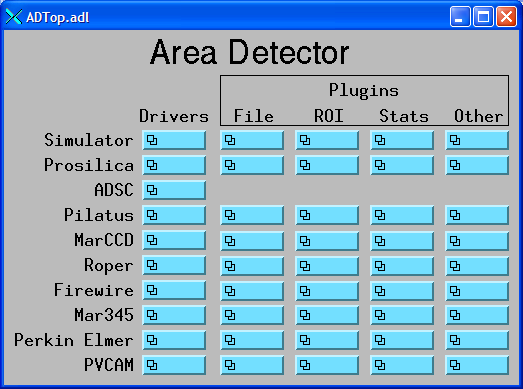 ADTop.adl
Area Detector
Plugins
Drivers File ROI Stats Other
Simulator
Prosilica
ADSC
Pilatus
MarCCD
Roper
Firewire
Mar345
Perkin Elmer
PVCAM